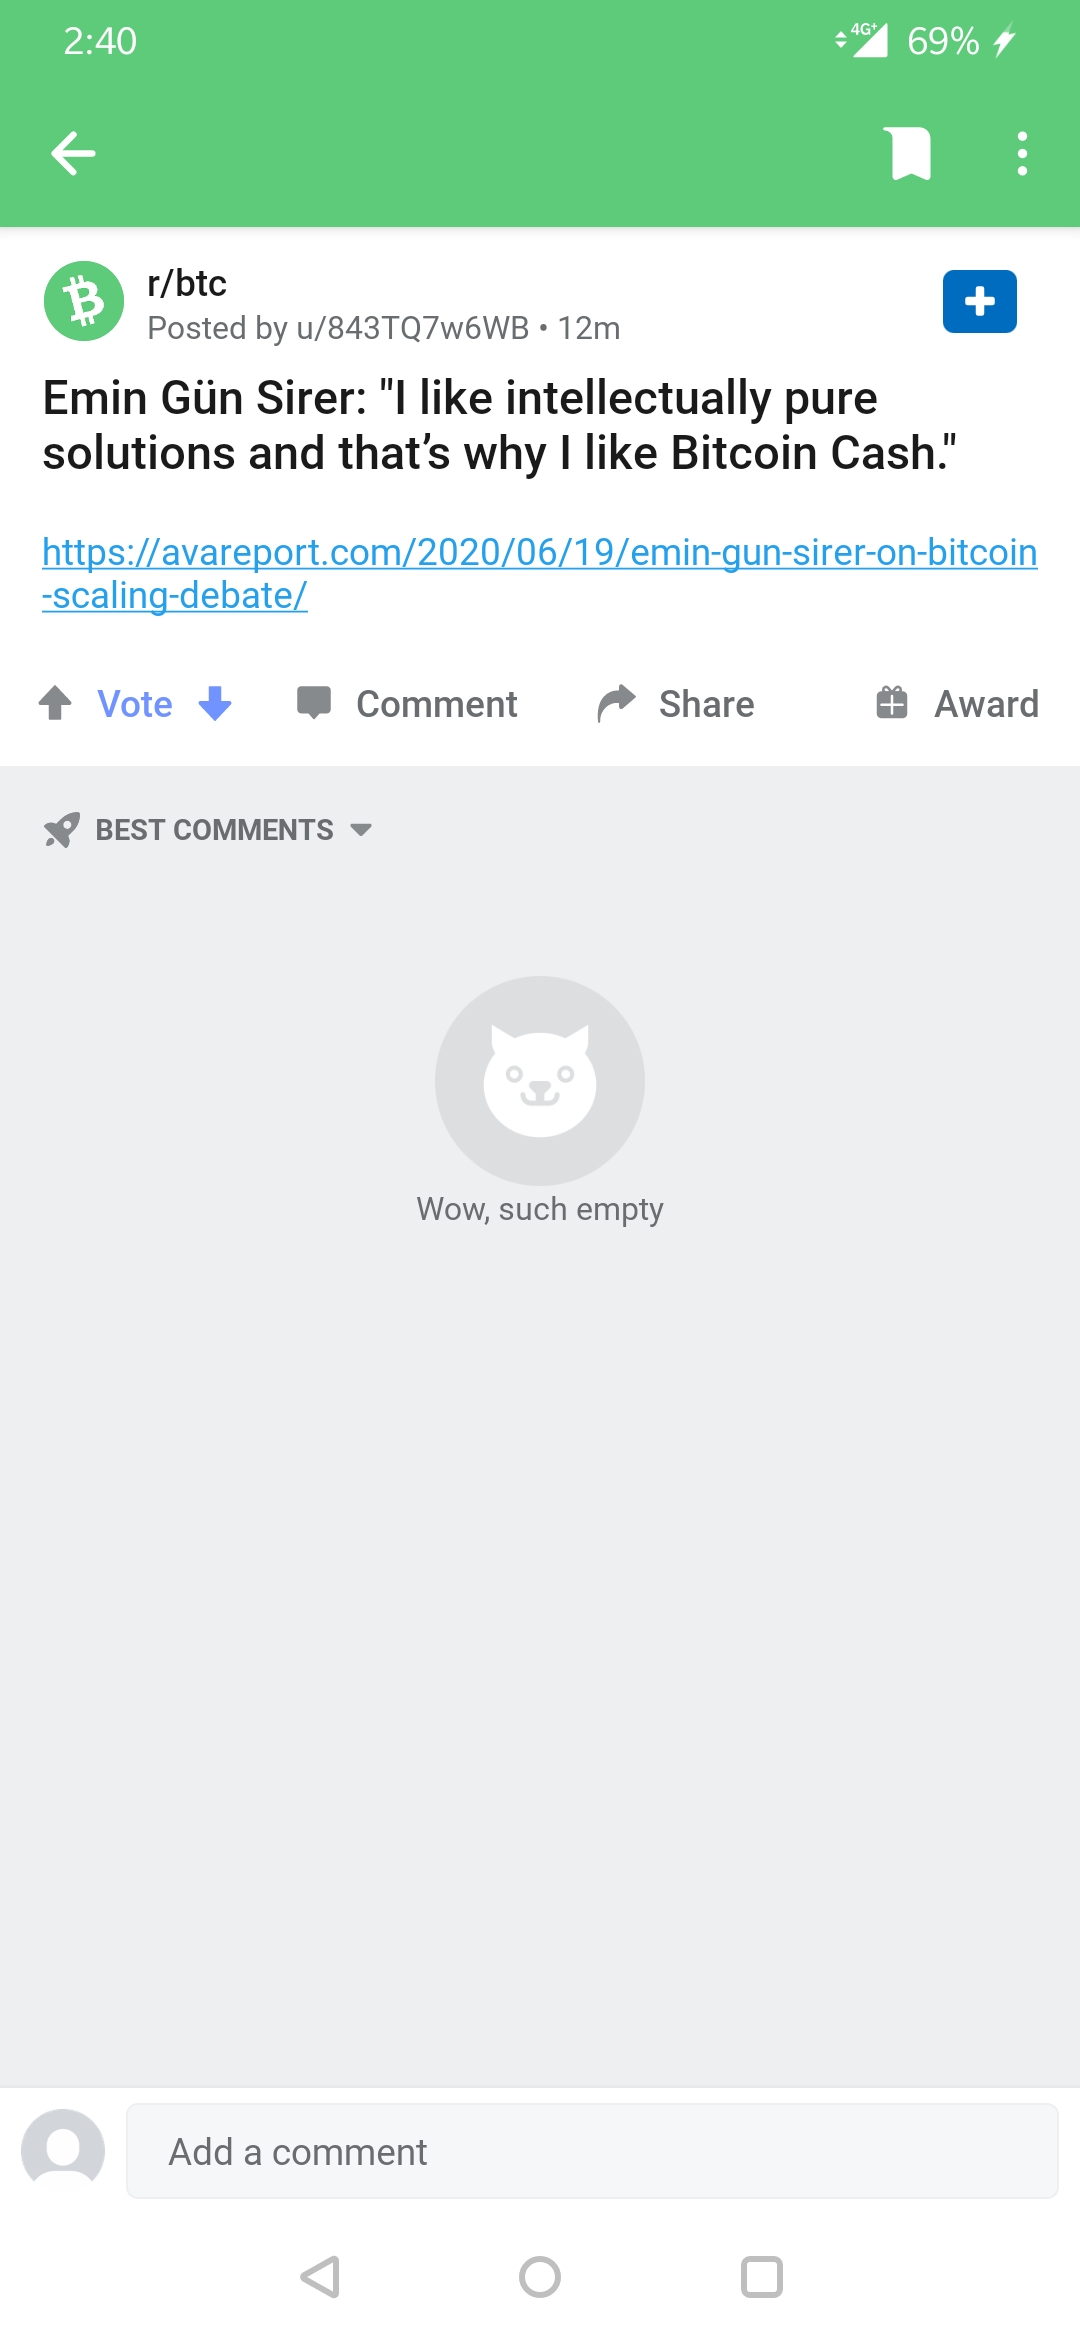 2:40
4G+ 69%
r/btc
Posted by u/843TQ7w6WB • 12m
Emin Gün Sirer: "I like intellectually pure
solutions and that’s why I like Bitcoin Cash."
https://avareport.com/2020/06/19/emin-gun-sirer-on-bitcoin
-scaling-debate/
Vote Comment Share Award
BEST COMMENTS
Wow, such empty
Add a comment